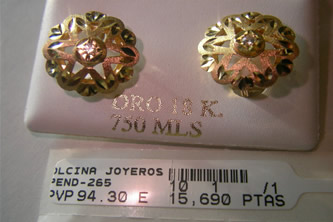 ORO 18 K.
750 MLS
OLCINA JOYEROS
PEND-265
PVP 94.30 E
10 1 /1
15,690 PTAS